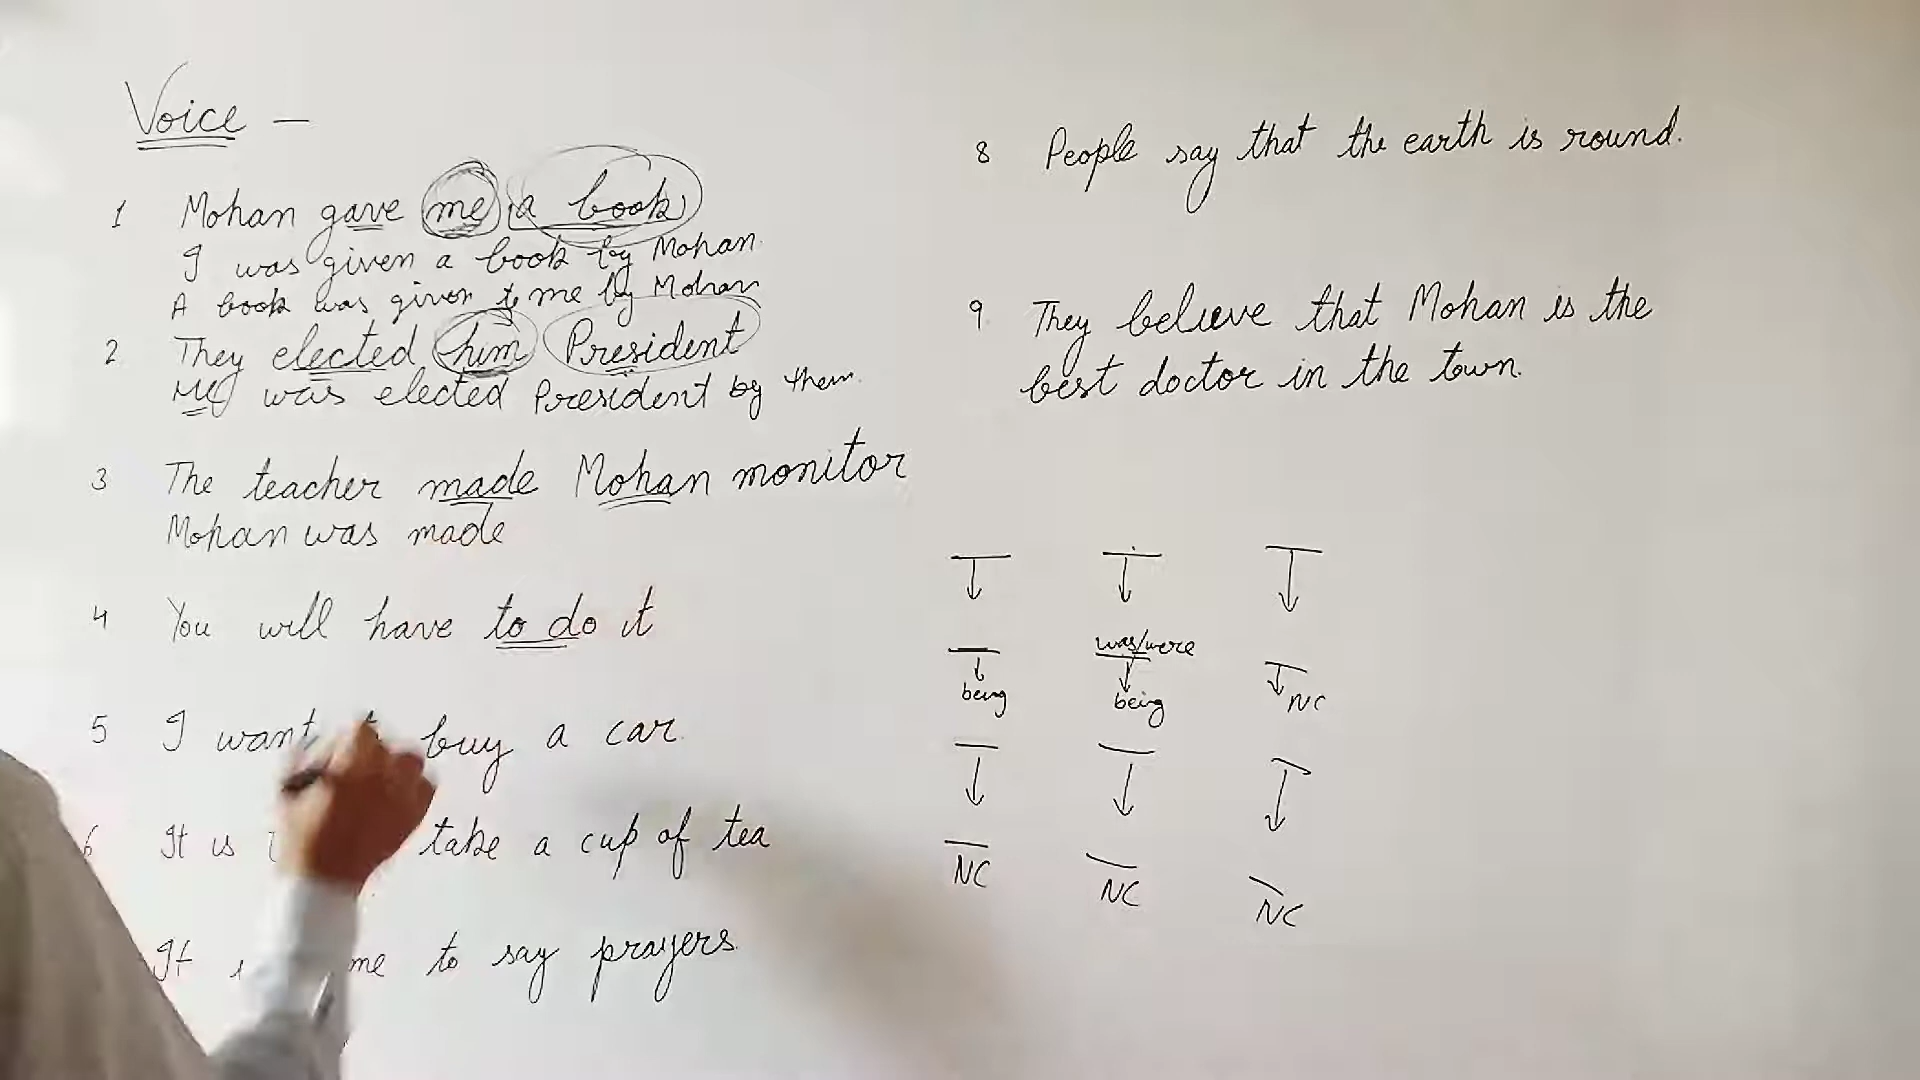 Voice —
1 Mohan gave me a book
I was given a book by Mohan
A book was given to me by Mohan
2 They elected him President
He was elected President by them.
3 The teacher made Mohan monitor
Mohan was made
4 You will have to do it
5 I want buy a car.
6 It is take a cup of tea
It to say prayers.
8 People say that the earth is round.
9. They believe that Mohan is the
best doctor in the town.
was/were
being being NC
NC NC NC